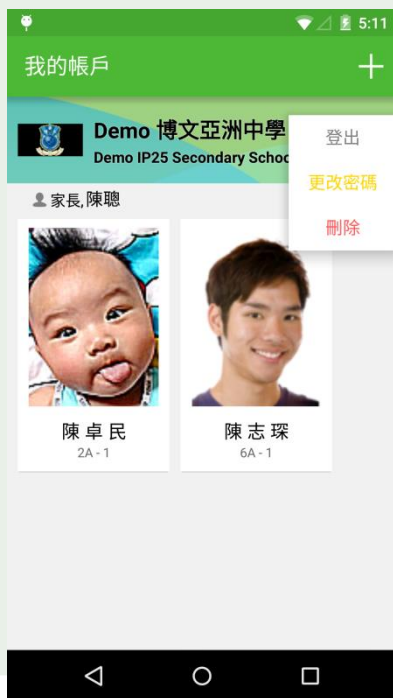 5:11
我的帳戶
Demo 博文亞洲中學
Demo IP25 Secondary Schoo
登出
更改密碼
刪除
家長,陳聰
陳卓民
2A - 1
陳志琛
6A - 1